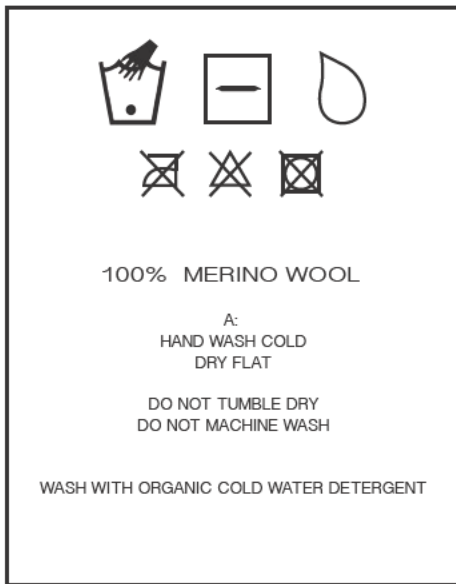 100% MERINO WOOL
A:
HAND WASH COLD
DRY FLAT
DO NOT TUMBLE DRY
DO NOT MACHINE WASH
WASH WITH ORGANIC COLD WATER DETERGENT